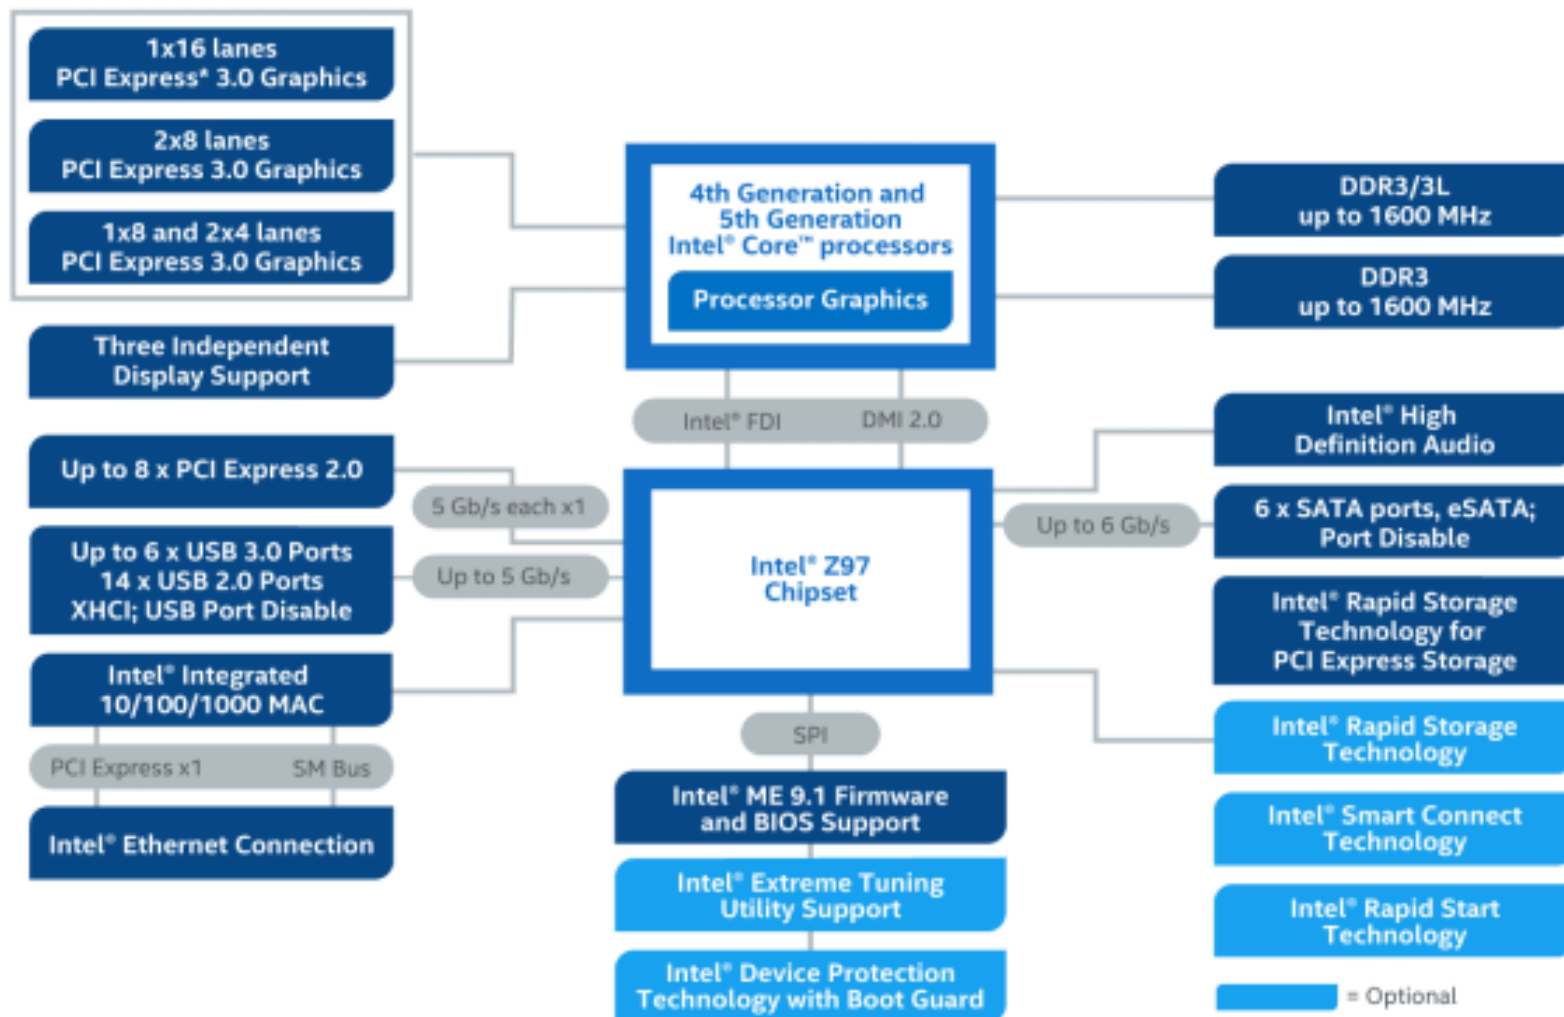 1x16 lanes
PCI Express* 3.0 Graphics
2x8 lanes
PCI Express 3.0 Graphics
1x8 and 2x4 lanes
PCI Express 3.0 Graphics
Three Independent
Display Support
4th Generation and
5th Generation
Intel® Core™ processors
Processor Graphics
DDR3/3L
up to 1600 MHz
DDR3
up to 1600 MHz
Intel® FDI
DMI 2.0
Up to 8 x PCI Express 2.0
5 Gb/s each x1
Up to 6 x USB 3.0 Ports
14 x USB 2.0 Ports
XHCI; USB Port Disable
Up to 5 Gb/s
Intel® Integrated
10/100/1000 MAC
PCI Express x1
SM Bus
Intel® Ethernet Connection
Intel® Z97
Chipset
Intel® High
Definition Audio
Up to 6 Gb/s
6 x SATA ports, eSATA;
Port Disable
Intel® Rapid Storage
Technology for
PCI Express Storage
Intel® Rapid Storage
Technology
Intel® Smart Connect
Technology
Intel® Rapid Start
Technology
SPI
Intel® ME 9.1 Firmware
and BIOS Support
Intel® Extreme Tuning
Utility Support
Intel® Device Protection
Technology with Boot Guard
= Optional